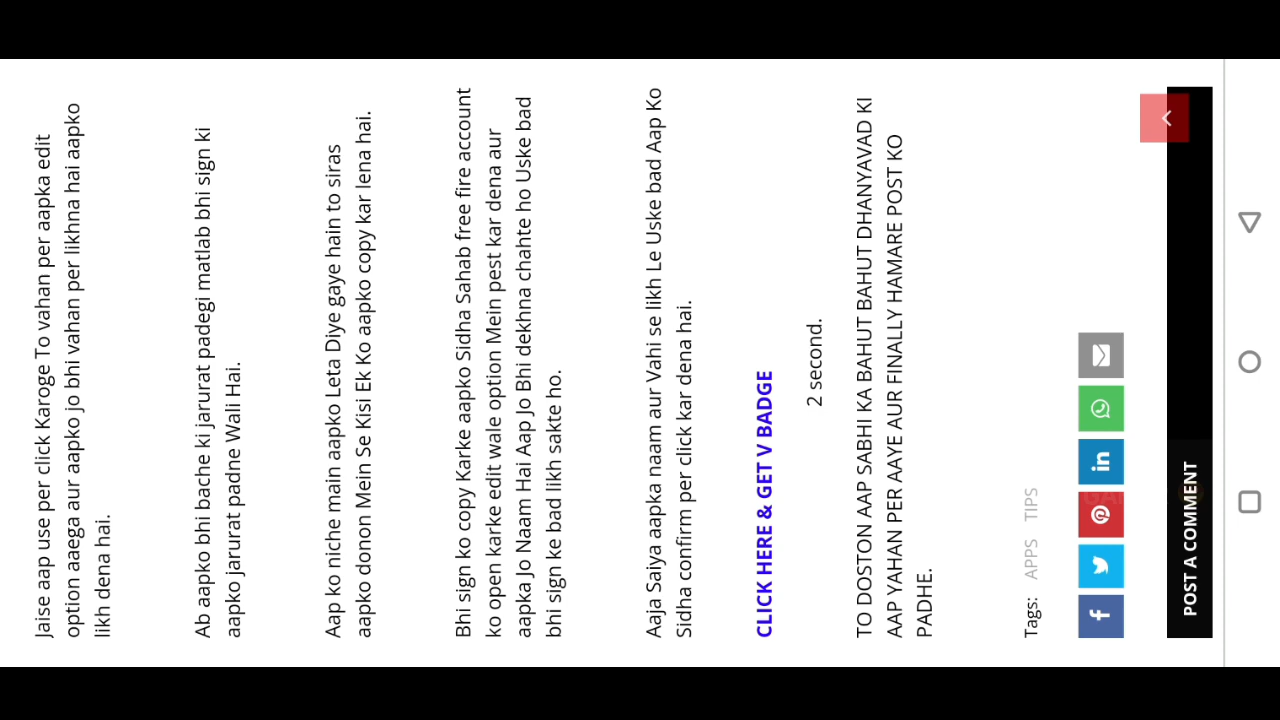 Jaise aap use per click Karoge To vahan per aapka edit
option aaega aur aapko jo bhi vahan per likhna hai aapko
likh dena hai.
Ab aapko bhi bache ki jarurat padegi matlab bhi sign ki
aapko jarurat padne Wali Hai.
Aap ko niche main aapko Leta Diye gaye hain to siras
aapko donon Mein Se Kisi Ek Ko aapko copy kar lena hai.
Bhi sign ko copy Karke aapko Sidha Sahab free fire account
ko open karke edit wale option Mein pest kar dena aur
aapka Jo Naam Hai Aap Jo Bhi dekhna chahte ho Uske bad
bhi sign ke bad likh sakte ho.
Aaja Saiya aapka naam aur Vahi se likh Le Uske bad Aap Ko
Sidha confirm per click kar dena hai.
CLICK HERE & GET V BADGE
2 second.
TO DOSTON AAP SABHI KA BAHUT BAHUT DHANYAVAD KI
AAP YAHAN PER AAYE AUR FINALLY HAMARE POST KO
PADHE.
Tags: APPS TIPS
POST A COMMENT